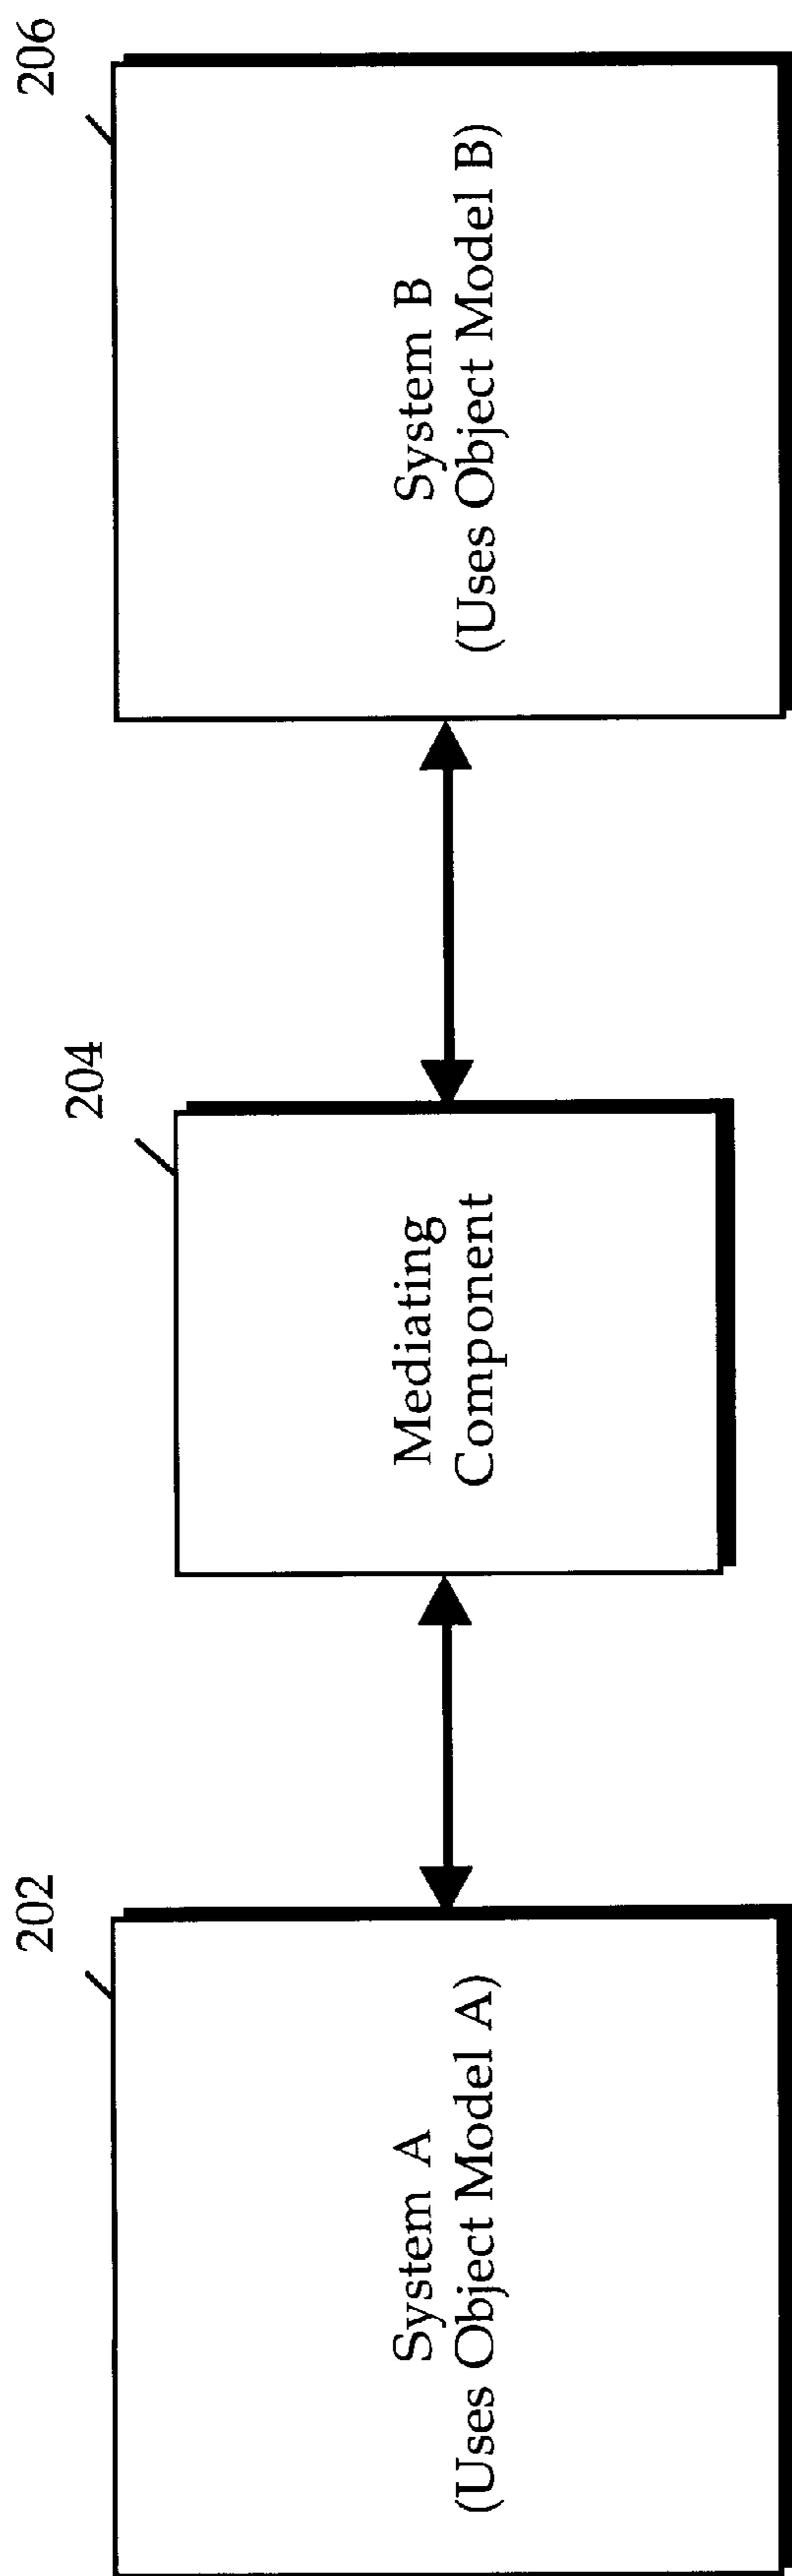 202
System A
(Uses Object Model A)
204
Mediating
Component
206
System B
(Uses Object Model B)